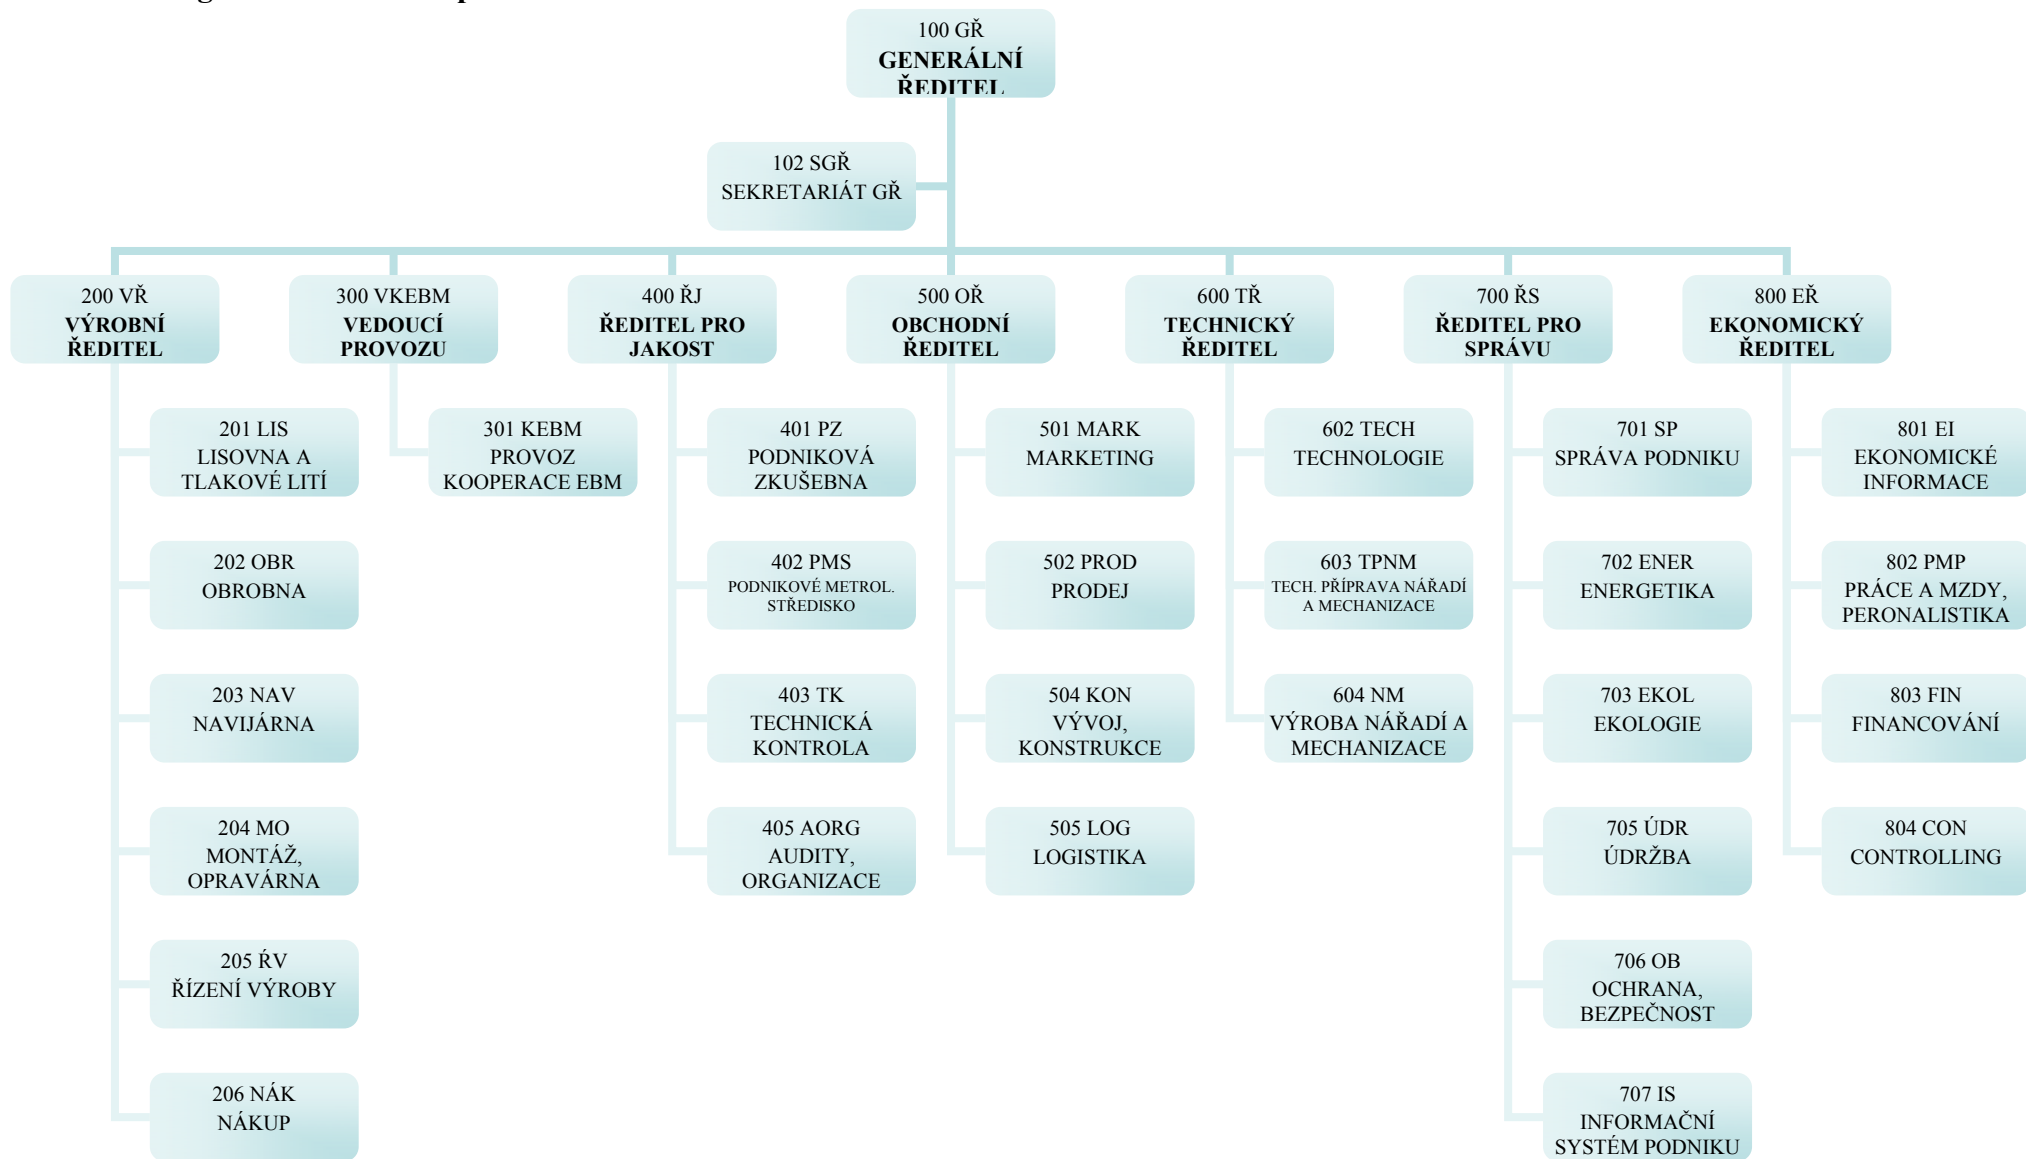 100 GŘ
GENERÁLNÍ
ŘEDITEL
102 SGŘ
SEKRETARIÁT GŘ
200 VŘ
VÝROBNÍ
ŘEDITEL
300 VKEBM
VEDOUCÍ
PROVOZU
400 ŘJ
ŘEDITEL PRO
JAKOST
500 OŘ
OBCHODNÍ
ŘEDITEL
600 TŘ
TECHNICKÝ
ŘEDITEL
700 ŘS
ŘEDITEL PRO
SPRÁVU
800 EŘ
EKONOMICKÝ
ŘEDITEL
201 LIS
LISOVNA A
TLAKOVÉ LITÍ
301 KEBM
PROVOZ
KOOPERACE EBM
401 PZ
PODNIKOVÁ
ZKUŠEBNA
501 MARK
MARKETING
602 TECH
TECHNOLOGIE
701 SP
SPRÁVA PODNIKU
801 EI
EKONOMICKÉ
INFORMACE
202 OBR
OBROBNA
402 PMS
PODNIKOVÉ METROL.
STŘEDISKO
502 PROD
PRODEJ
603 TPNM
TECH. PŘÍPRAVA NÁŘADÍ
A MECHANIZACE
702 ENER
ENERGETIKA
802 PMP
PRÁCE A MZDY,
PERONALISTIKA
203 NAV
NAVIJÁRNA
403 TK
TECHNICKÁ
KONTROLA
504 KON
VÝVOJ,
KONSTRUKCE
604 NM
VÝROBA NÁŘADÍ A
MECHANIZACE
703 EKOL
EKOLOGIE
803 FIN
FINANCOVÁNÍ
204 MO
MONTÁŽ,
OPRAVÁRNA
405 AORG
AUDITY,
ORGANIZACE
505 LOG
LOGISTIKA
705 ÚDR
ÚDRŽBA
804 CON
CONTROLLING
205 ŔV
ŘÍZENÍ VÝROBY
706 OB
OCHRANA,
BEZPEČNOST
206 NÁK
NÁKUP
707 IS
INFORMAČNÍ
SYSTÉM PODNIKU